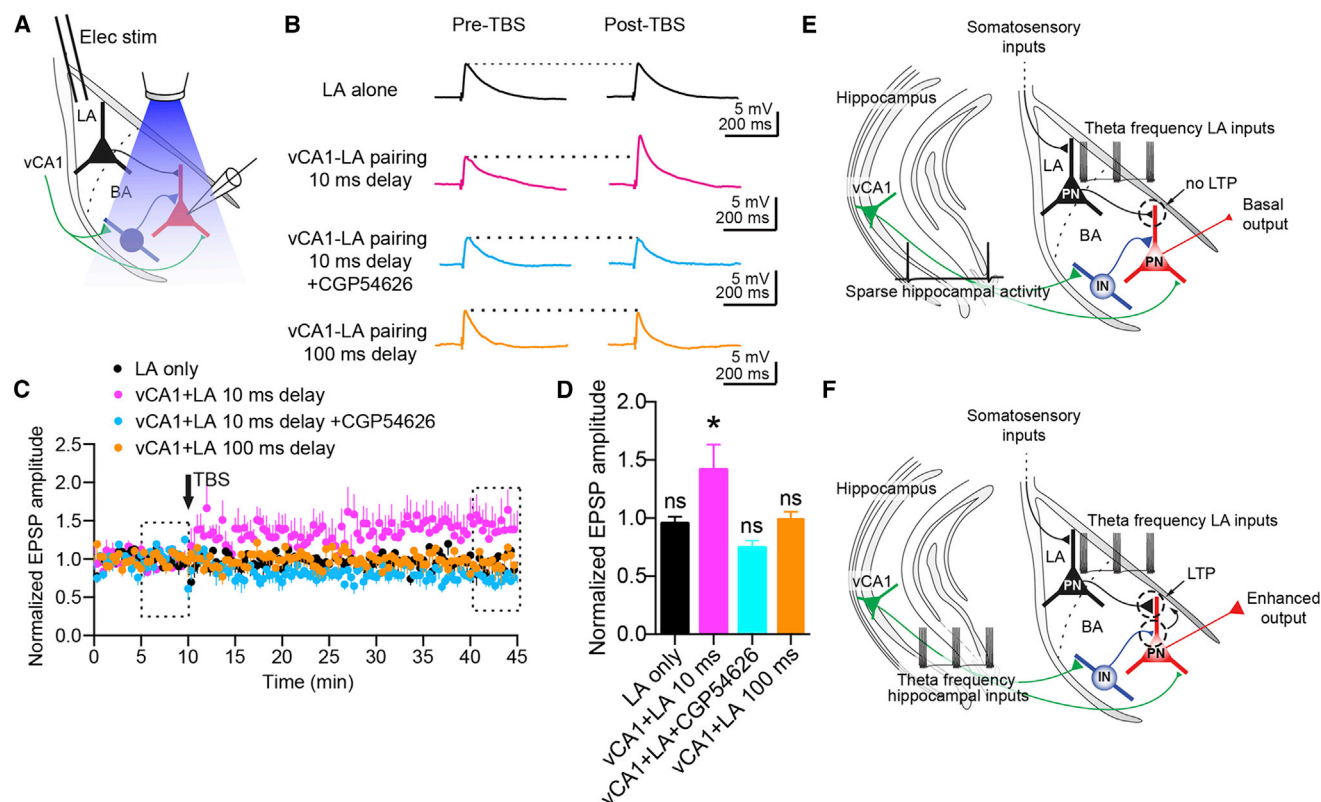 A
Elec stim
LA
vCA1
BA
B
Pre-TBS
Post-TBS
LA alone
5 mV
200 ms
vCA1-LA pairing
10 ms delay
5 mV
200 ms
vCA1-LA pairing
10 ms delay
+CGP54626
5 mV
200 ms
vCA1-LA pairing
100 ms delay
5 mV
200 ms
C
LA only
vCA1+LA 10 ms delay
vCA1+LA 10 ms delay +CGP54626
vCA1+LA 100 ms delay
Normalized EPSP amplitude
2.5
2.0
1.5
1.0
0.5
0.0
TBS
0
5
10
15
20
25
30
35
40
45
Time (min)
D
Normalized EPSP amplitude
2.0
1.5
1.0
0.5
0.0
ns
*
ns
ns
LA only
vCA1+LA 10 ms
vCA1+LA+CGP54626
vCA1+LA 100 ms
E
Somatosensory
inputs
Hippocampus
Theta frequency LA inputs
LA
vCA1
PN
no LTP
Basal
output
BA
PN
IN
Sparse hippocampal activity
F
Somatosensory
inputs
Hippocampus
Theta frequency LA inputs
LA
vCA1
PN
LTP
Enhanced
output
BA
PN
IN
Theta frequency
hippocampal inputs